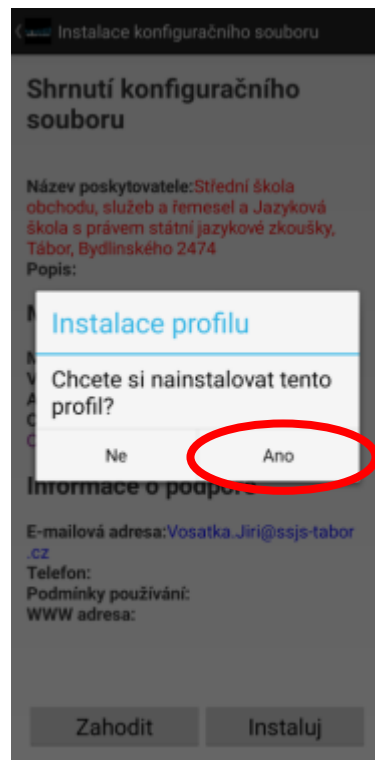 Instalace konfiguračního souboru
Shrnutí konfiguračního
souboru
Název poskytovatele:Střední škola
obchodu, služeb a řemesel a Jazyková
škola s právem státní jazykové zkoušky,
Tábor, Bydlinského 2474
Popis:
Instalace profilu
Chcete si nainstalovat tento
profil?
Ne
Ano
Informace o podpoře
E-mailová adresa:Vosatka.Jiri@ssjs-tabor
.cz
Telefon:
Podmínky používání:
WWW adresa:
Zahodit
Instaluj